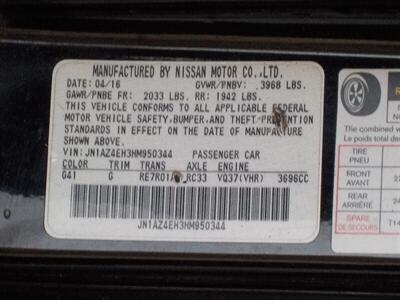 MANUFACTURED BY NISSAN MOTOR CO.,LTD.
DATE: 04/16 GVWR/PNBV: 3968 LBS.
GAWR/PNBE FR: 2033 LBS. RR: 1942 LBS.
THIS VEHICLE CONFORMS TO ALL APPLICABLE FEDERAL
MOTOR VEHICLE SAFETY,BUMPER,AND THEFT PREVENTION
STANDARDS IN EFFECT ON THE DATE OF MANUFACTURE
SHOWN ABOVE.
VIN: JN1AZ4EH3HM950344 PASSENGER CAR
COLOR TRIM TRANS AXLE ENGINE
G41 G RE7R01A RC33 VQ37(VHR) 3696CC
JN1AZ4EH3HM950344
The combined
Le poids total
TIRE
PNEU
FRONT
AVANT
REAR
ARRIÈRE
SPARE
DE SECOURS